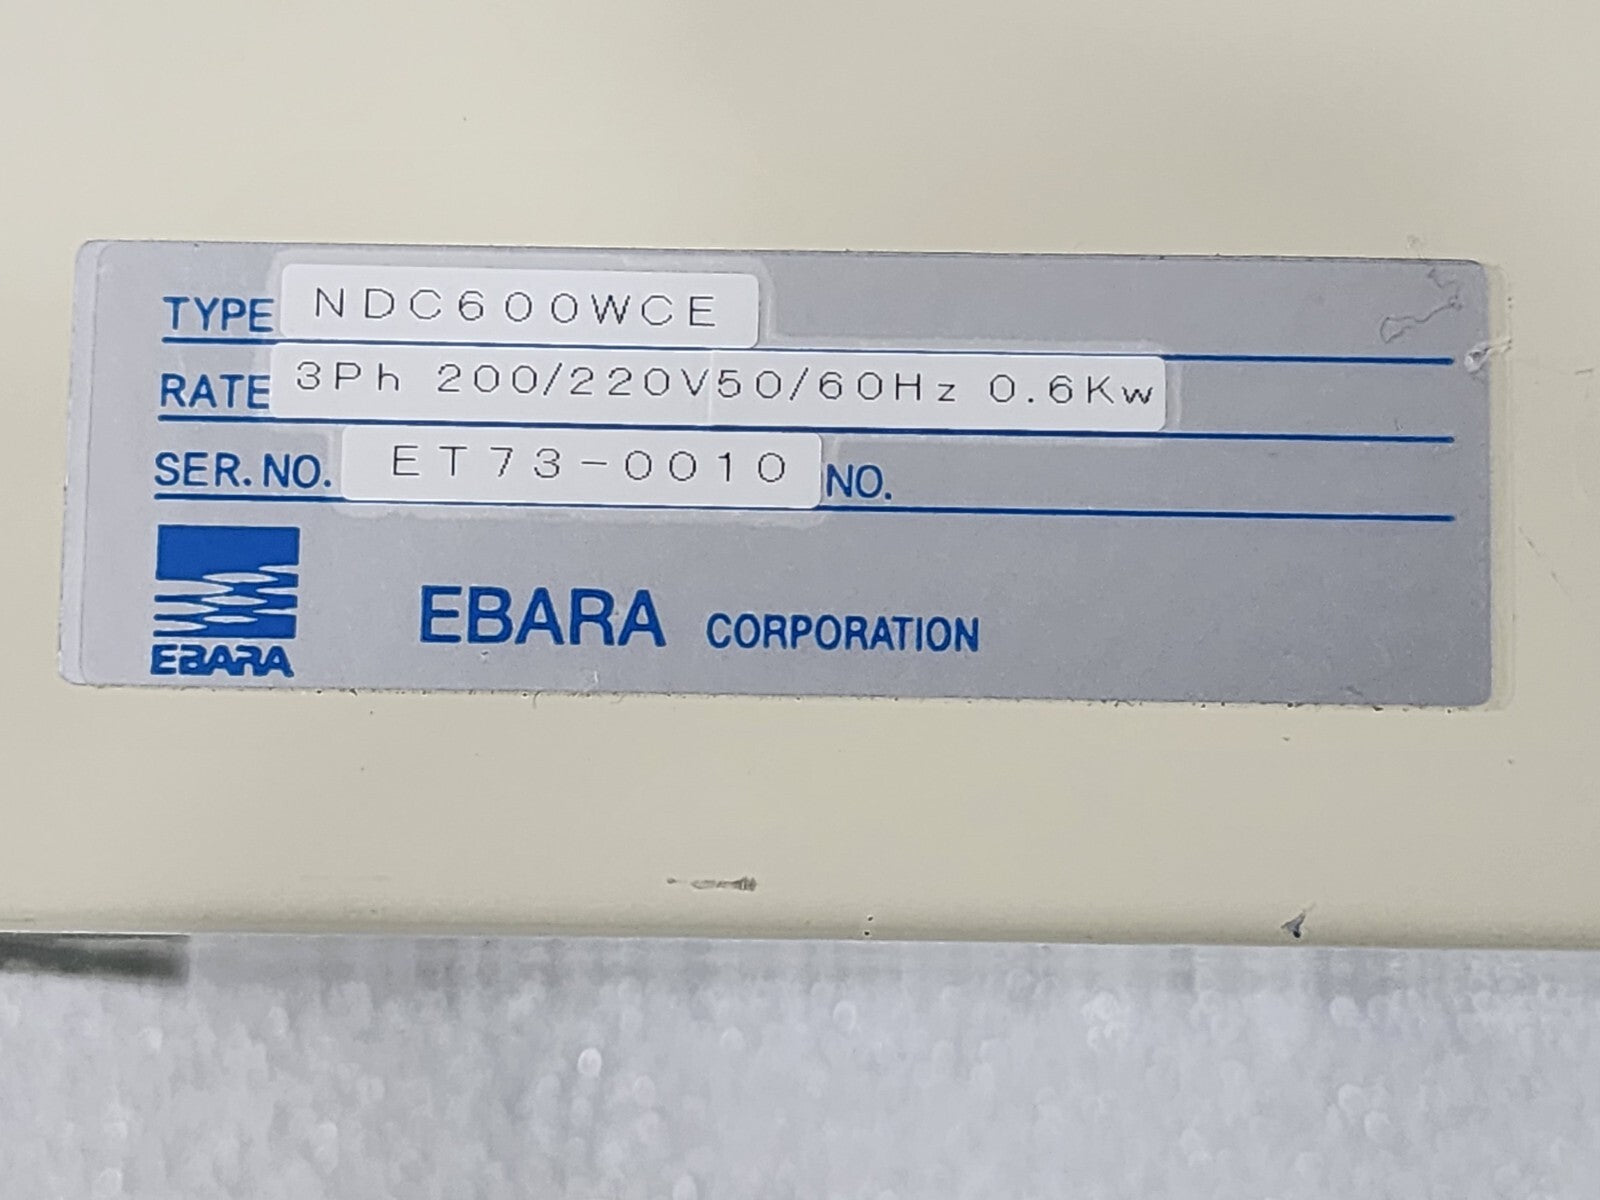 TYPE NDC600WCE
RATE 3Ph 200/220V50/60Hz 0.6Kw
SER. NO. ET73-0010 NO.
EBARA CORPORATION
EBARA